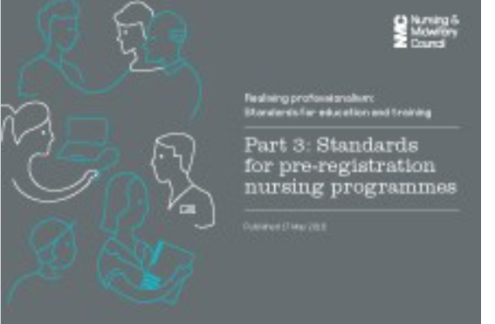 NMC
Nursing &
Midwifery
Council
Realising professionalism:
Standards for education and training
Part 3: Standards
for pre-registration
nursing programmes
Published 17 May 2018